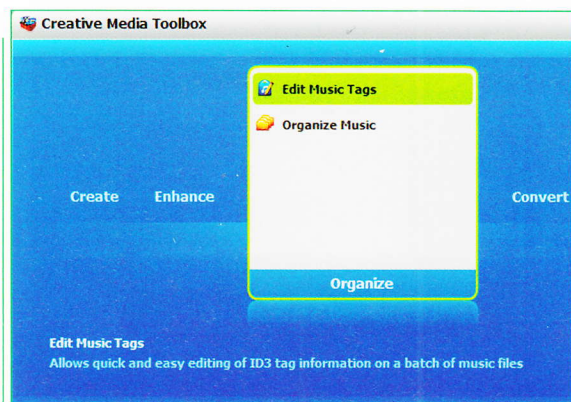 Creative Media Toolbox
Edit Music Tags
Organize Music
Create Enhance Convert
Organize
Edit Music Tags
Allows quick and easy editing of ID3 tag information on a batch of music files